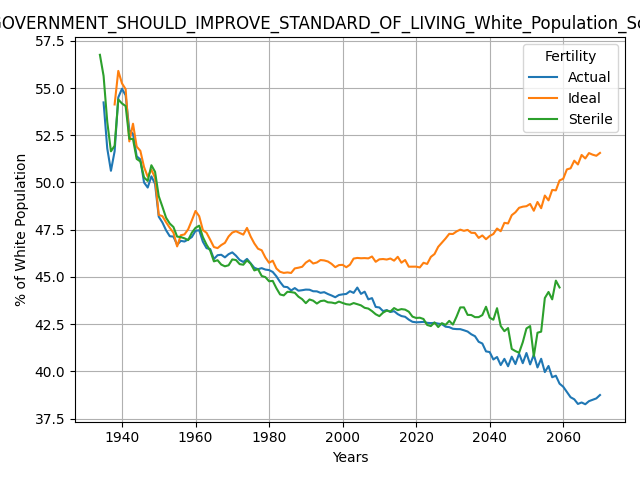 GOVERNMENT_SHOULD_IMPROVE_STANDARD_OF_LIVING_White_Population_So
57.5
55.0
52.5
50.0
47.5
45.0
42.5
40.0
37.5
% of White Population
Fertility
Actual
Ideal
Sterile
1940
1960
1980
2000
2020
2040
2060
Years